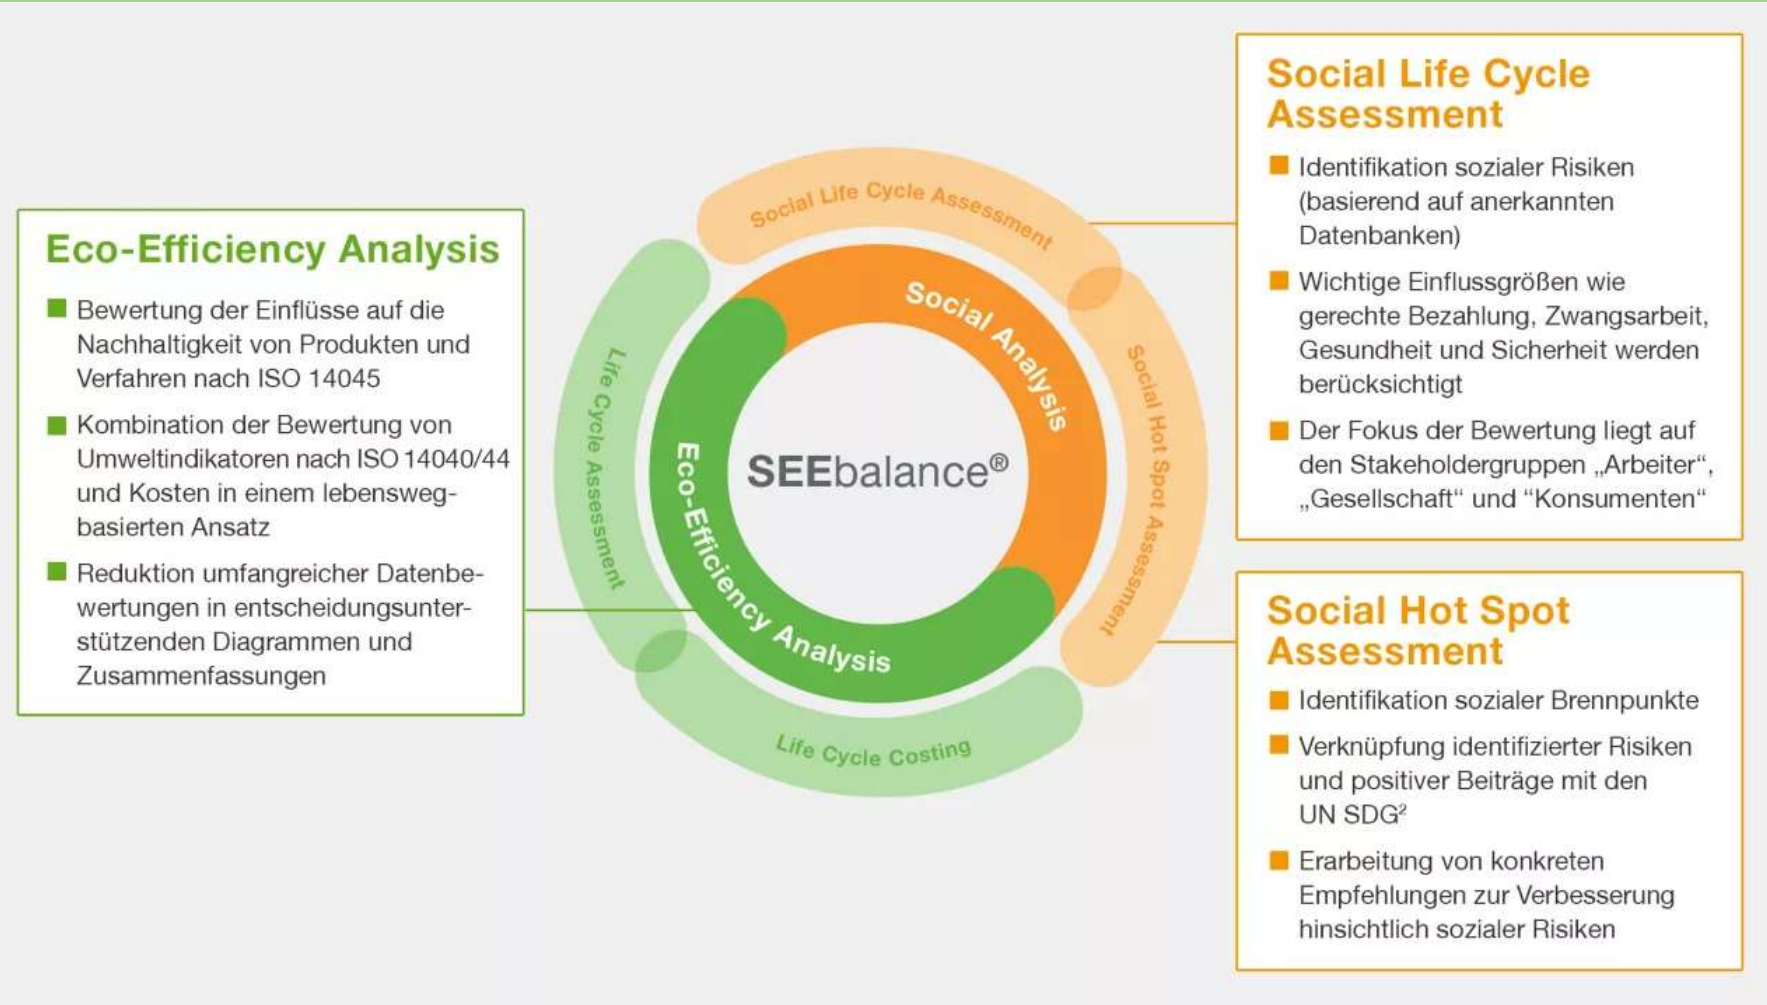 Eco-Efficiency Analysis
Bewertung der Einflüsse auf die
Nachhaltigkeit von Produkten und
Verfahren nach ISO 14045
Kombination der Bewertung von
Umweltindikatoren nach ISO 14040/44
und Kosten in einem lebensweg-
basierten Ansatz
Reduktion umfangreicher Datenbe-
wertungen in entscheidungsunter-
stützenden Diagrammen und
Zusammenfassungen
Social Life Cycle Assessment
Social Hot Spot Assessment
Life Cycle Assessment
Life Cycle Costing
Social Analysis
Eco-Efficiency Analysis
SEEbalance®
Social Life Cycle
Assessment
Identifikation sozialer Risiken
(basierend auf anerkannten
Datenbanken)
Wichtige Einflussgrößen wie
gerechte Bezahlung, Zwangsarbeit,
Gesundheit und Sicherheit werden
berücksichtigt
Der Fokus der Bewertung liegt auf
den Stakeholdergruppen „Arbeiter“,
„Gesellschaft“ und “Konsumenten“
Social Hot Spot
Assessment
Identifikation sozialer Brennpunkte
Verknüpfung identifizierter Risiken
und positiver Beiträge mit den
UN SDG²
Erarbeitung von konkreten
Empfehlungen zur Verbesserung
hinsichtlich sozialer Risiken